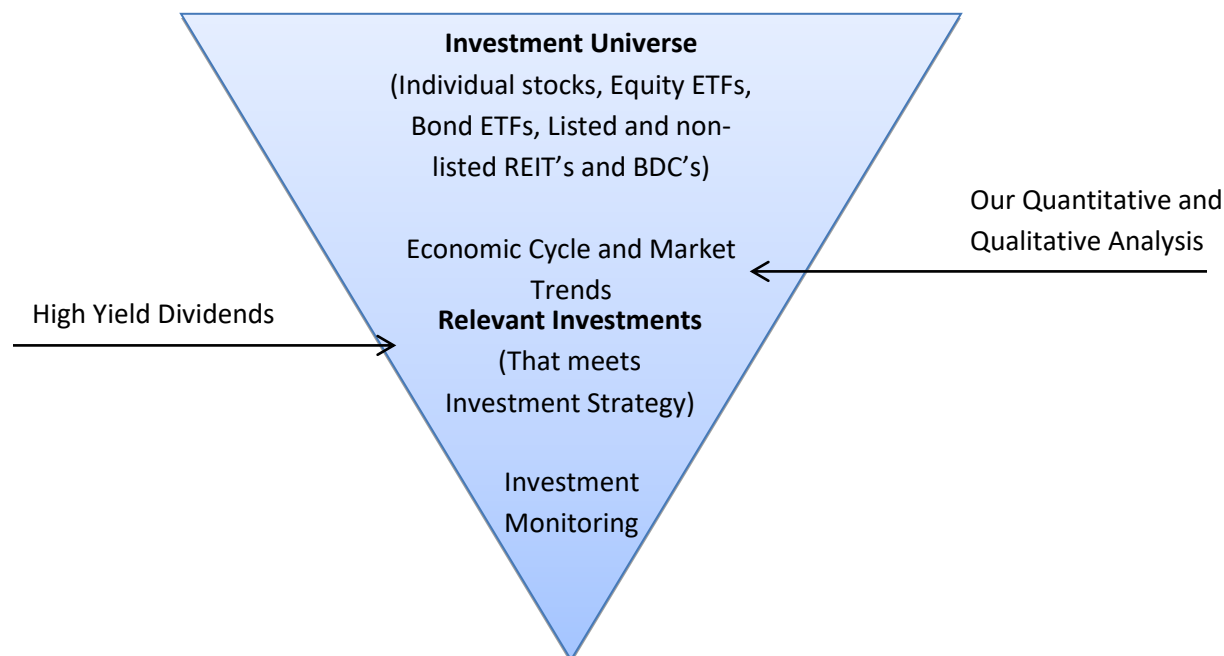 Investment Universe
(Individual stocks, Equity ETFs,
Bond ETFs, Listed and non-
listed REIT’s and BDC’s)
Our Quantitative and
Qualitative Analysis
Economic Cycle and Market
Trends
High Yield Dividends
Relevant Investments
(That meets
Investment Strategy)
Investment
Monitoring